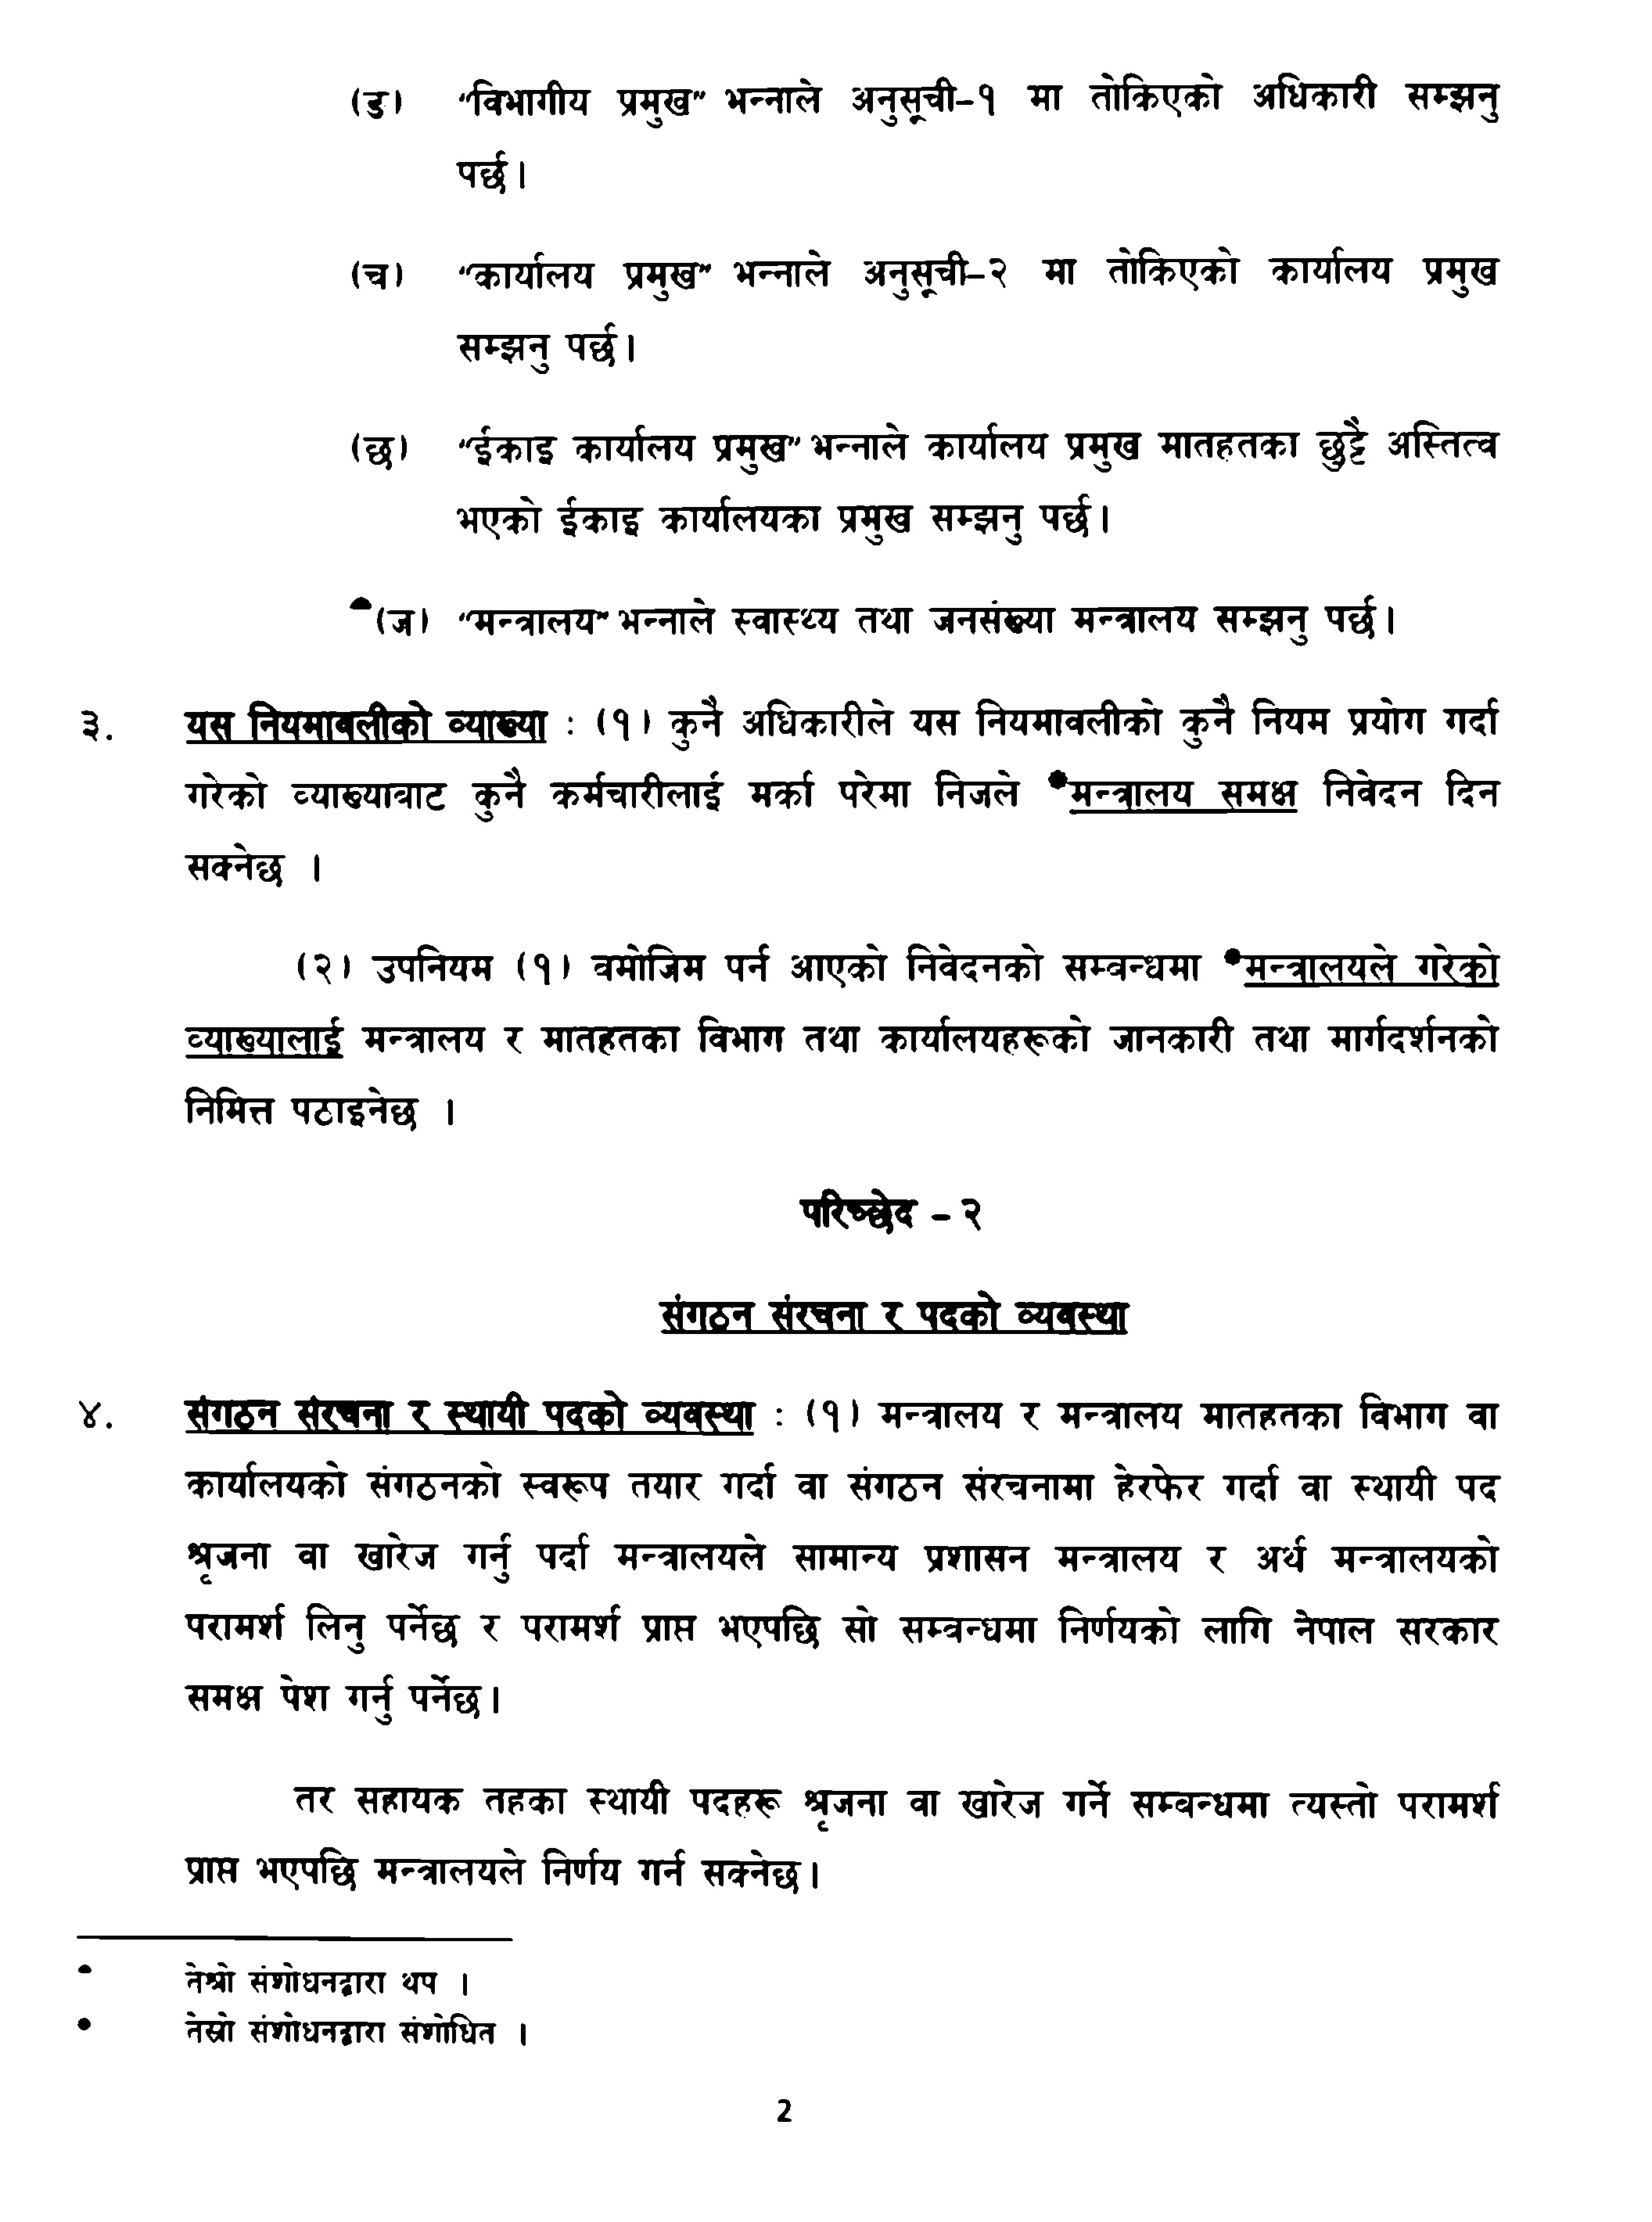 (ङ) "विभागीय प्रमुख" भन्नाले अनुसूची-१ मा तोकिएको अधिकारी सम्झनु
पर्छ।
(च) "कार्यालय प्रमुख" भन्नाले अनुसूची-२ मा तोकिएको कार्यालय प्रमुख
सम्झनु पर्छ।
(छ) "ईकाइ कार्यालय प्रमुख" भन्नाले कार्यालय प्रमुख मातहतका छुट्टै अस्तित्व
भएको ईकाइ कार्यालयका प्रमुख सम्झनु पर्छ।
(ज) "मन्त्रालय" भन्नाले स्वास्थ्य तथा जनसंख्या मन्त्रालय सम्झनु पर्छ।
३. यस नियमावलीको व्याख्या : (१) कुनै अधिकारीले यस नियमावलीको कुनै नियम प्रयोग गर्दा
गरेको व्याख्याबाट कुनै कर्मचारीलाई मर्का परेमा निजले •मन्त्रालय समक्ष निवेदन दिन
सक्नेछ ।
(२) उपनियम (१) बमोजिम पर्न आएको निवेदनको सम्बन्धमा •मन्त्रालयले गरेको
व्याख्यालाई मन्त्रालय र मातहतका विभाग तथा कार्यालयहरूको जानकारी तथा मार्गदर्शनको
निमित्त पठाइनेछ ।
परिच्छेद - २
संगठन संरचना र पदको व्यवस्था
४. संगठन संरचना र स्थायी पदको व्यवस्था : (१) मन्त्रालय र मन्त्रालय मातहतका विभाग वा
कार्यालयको संगठनको स्वरूप तयार गर्दा वा संगठन संरचनामा हेरफेर गर्दा वा स्थायी पद
श्रृजना वा खारेज गर्नु पर्दा मन्त्रालयले सामान्य प्रशासन मन्त्रालय र अर्थ मन्त्रालयको
परामर्श लिनु पर्नेछ र परामर्श प्राप्त भएपछि सो सम्बन्धमा निर्णयको लागि नेपाल सरकार
समक्ष पेश गर्नु पर्नेछ।
तर सहायक तहका स्थायी पदहरू श्रृजना वा खारेज गर्ने सम्बन्धमा त्यस्तो परामर्श
प्राप्त भएपछि मन्त्रालयले निर्णय गर्न सक्नेछ।
तेश्रो संशोधनद्वारा थप ।
• तेस्रो संशोधनद्वारा संशोधित ।
2